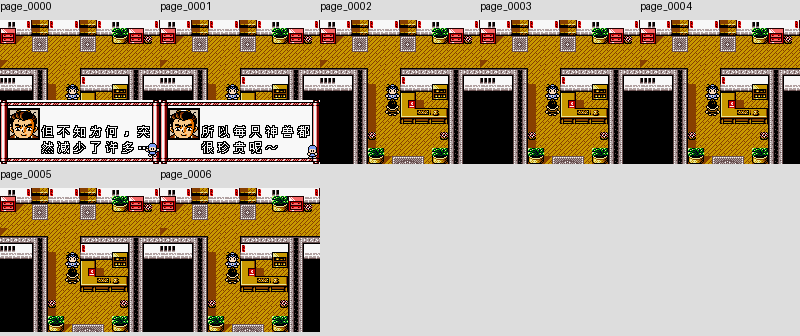 page_0000
page_0001
page_0002
page_0003
page_0004
但不知为何，突
然减少了许多…
所以每只神兽都
很珍贵呢～
page_0005
page_0006